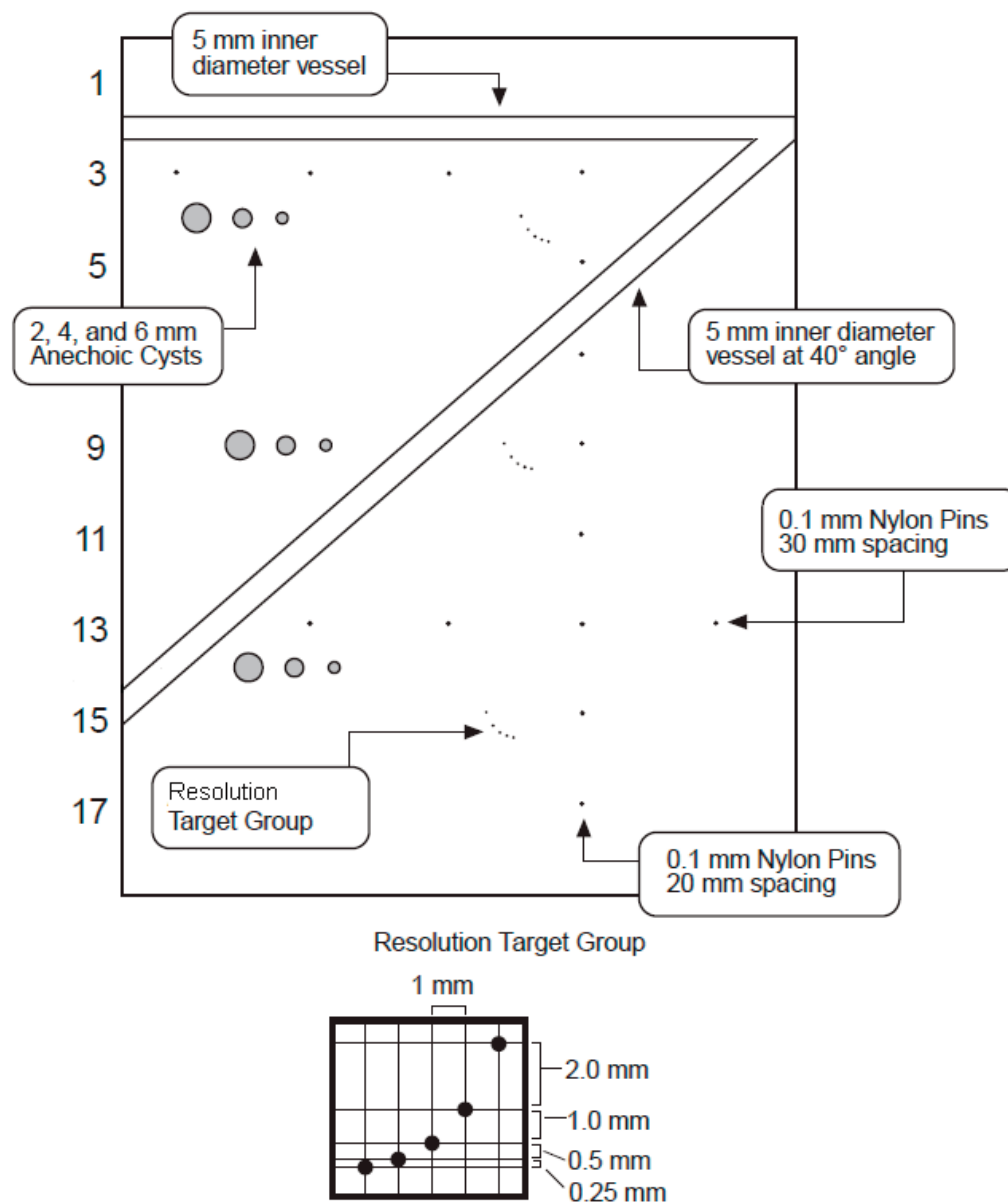 5 mm inner
diameter vessel
1
3
5
2, 4, and 6 mm
Anechoic Cysts
5 mm inner diameter
vessel at 40° angle
9
0.1 mm Nylon Pins
30 mm spacing
11
13
15
Resolution
Target Group
17
0.1 mm Nylon Pins
20 mm spacing
Resolution Target Group
1 mm
2.0 mm
1.0 mm
0.5 mm
0.25 mm